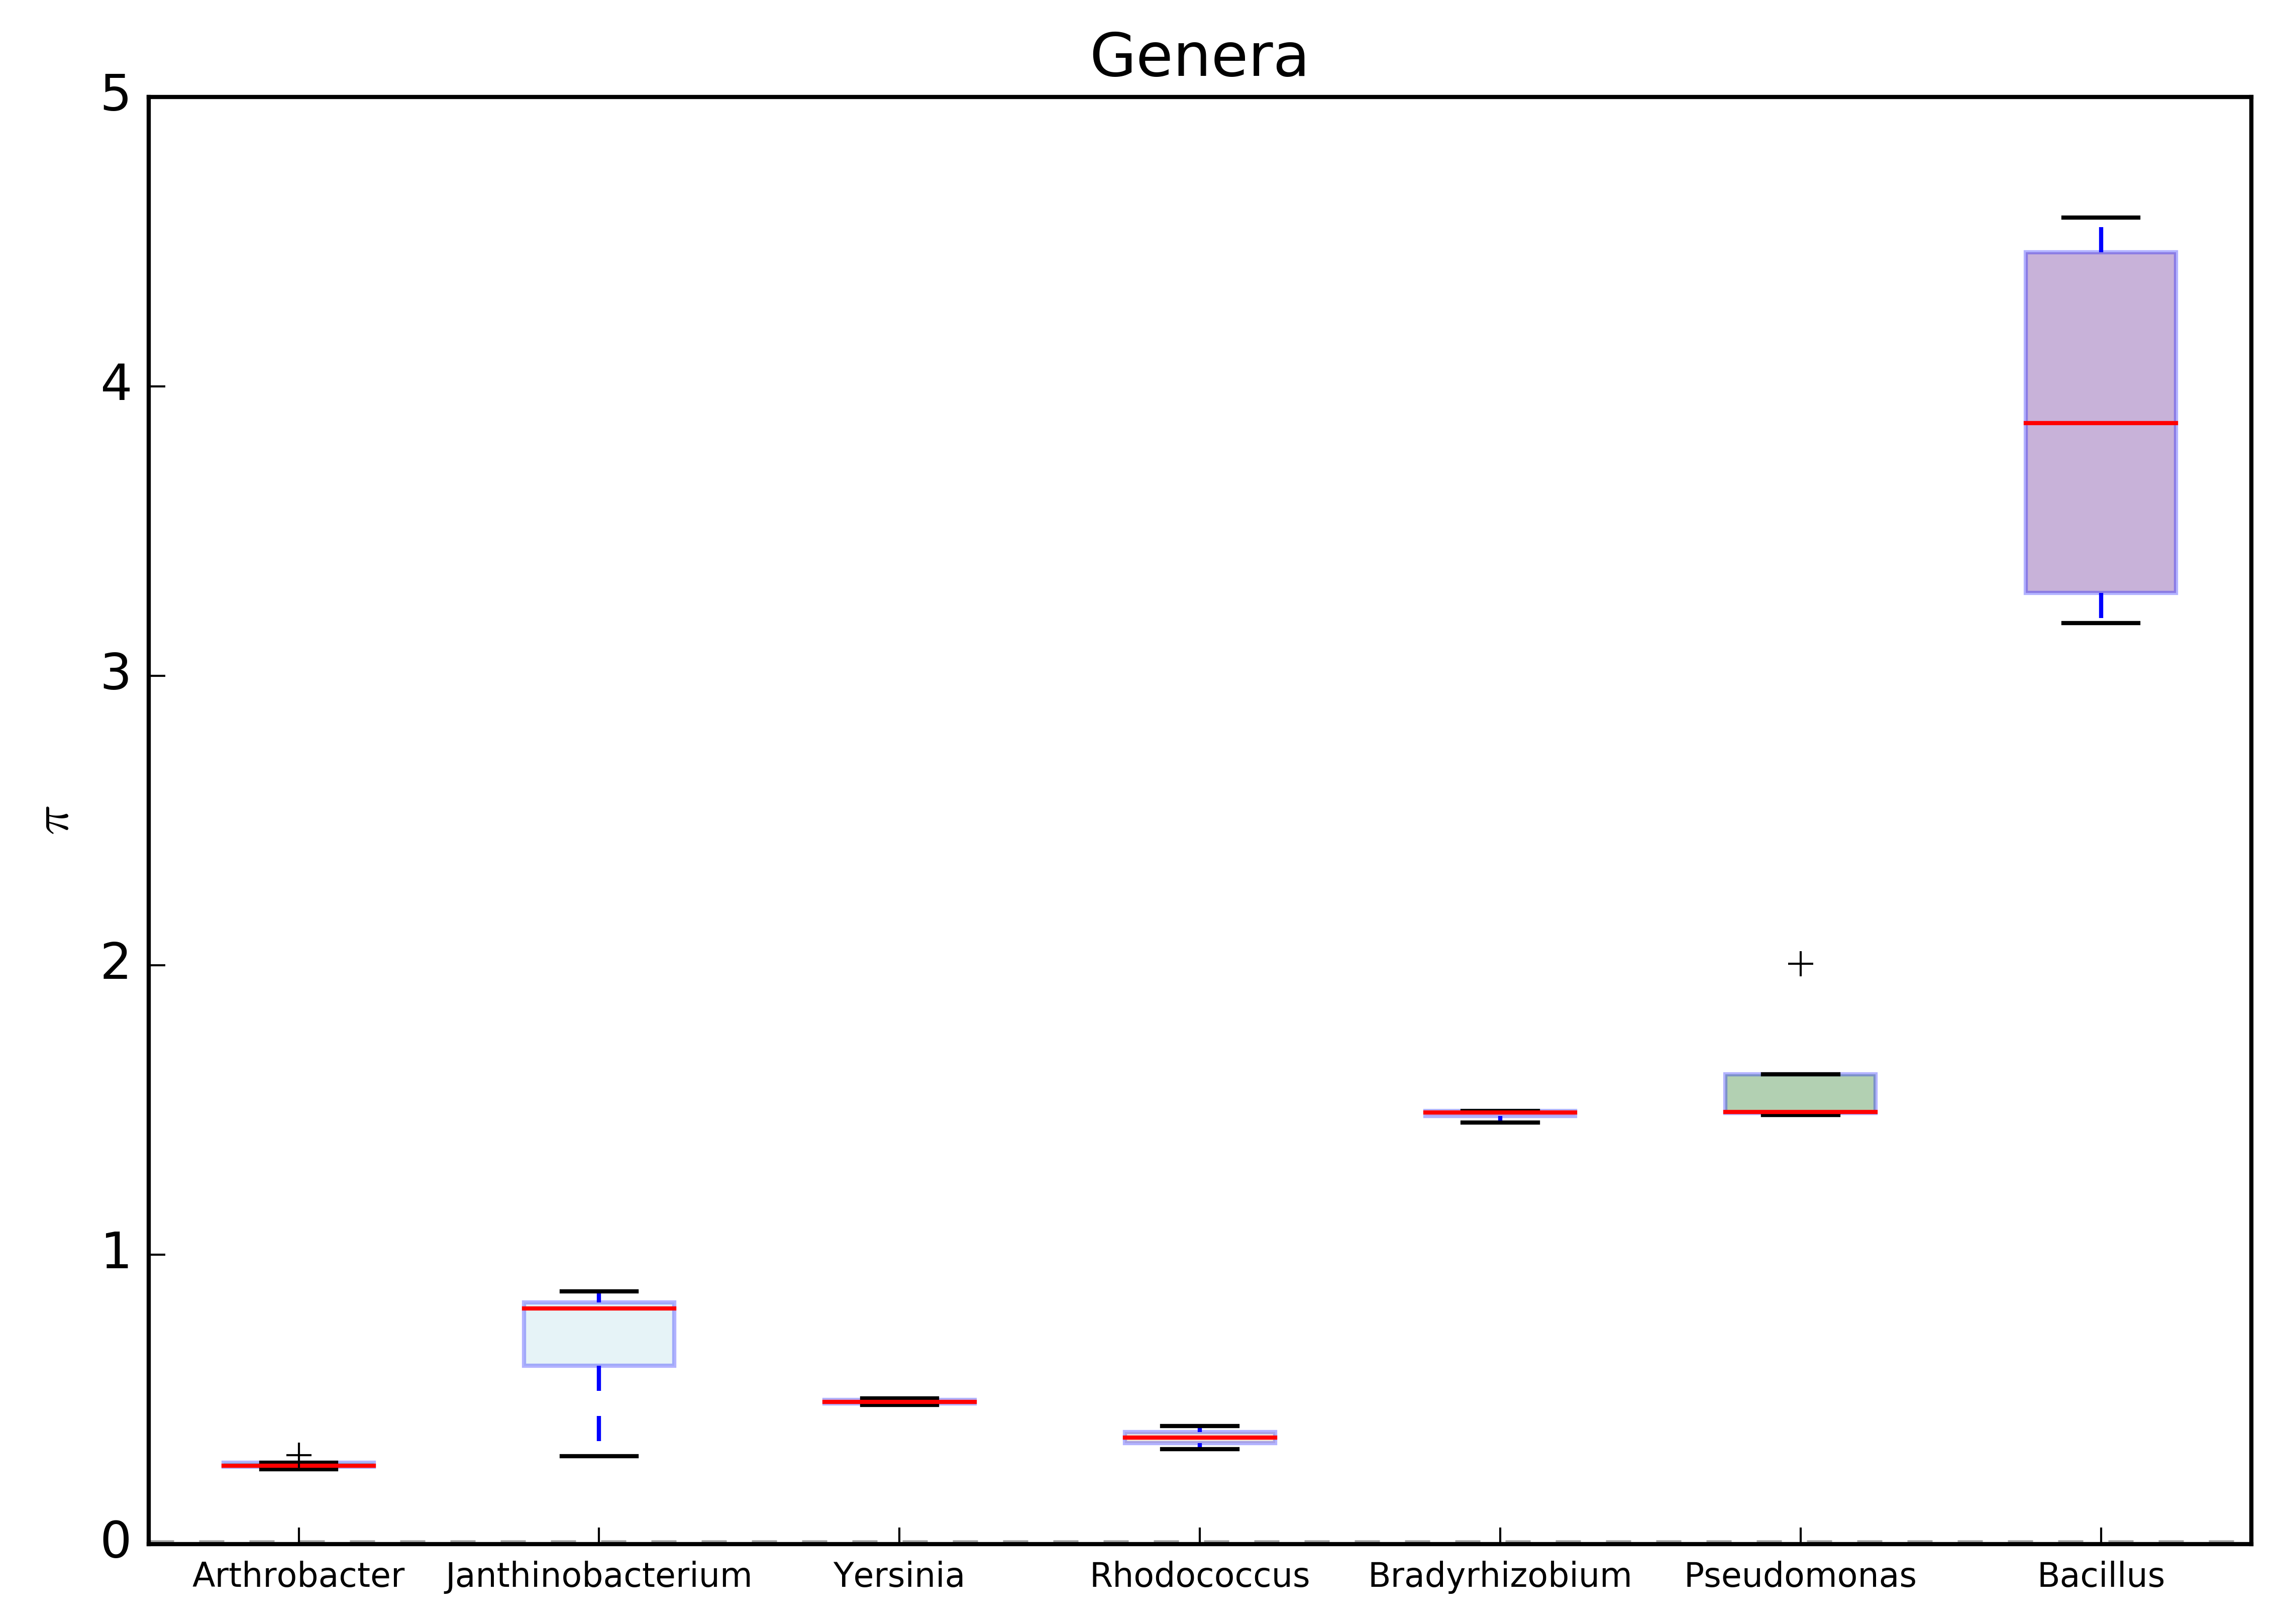 Genera
5
4
3
2
1
0
π
Arthrobacter Janthinobacterium Yersinia Rhodococcus Bradyrhizobium Pseudomonas Bacillus